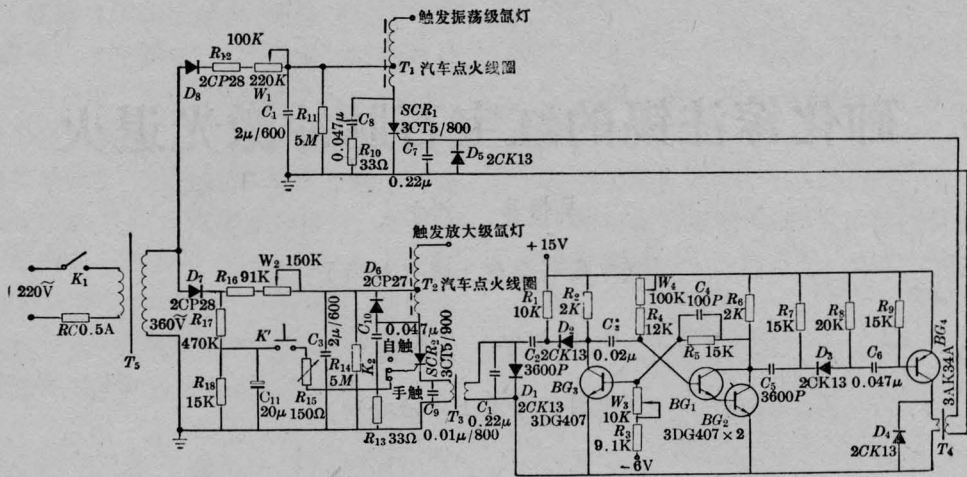 触发振荡级氙灯
100K
R₁₂
2CP28
220K
D₈
W₁
T₁ 汽车点火线圈
C₁
2μ/600
R₁₁
5M
0.047μ
C₈
SCR₁
3CT5/800
R₁₀
33Ω
C₇
0.22μ
D₅
2CK13
触发放大级氙灯
+15V
K₁
220V
RC0.5A
T₅
360V
D₇
2CP28
R₁₆
91K
W₂
150K
D₆
2CP27
T₂ 汽车点火线圈
R₁₇
470K
K'
C₃
2μ/600
C₁₀
0.047μ
自触
SCR₂
3CT5/900
R₁₄
5M
K₂
手触
R₁₈
15K
C₁₁
20μ
R₁₅
150Ω
R₁₃
33Ω
C₉
0.01μ/800
T₃
C₁
0.22μ
R₁
10K
R₂
2K
D₂
2CK13
C₂
3600P
D₁
2CK13
C₂*
0.02μ
BG₃
3DG407
W₄
100K
C₄
100P
R₄
12K
R₅
15K
R₆
2K
W₃
10K
R₃
9.1K
-6V
BG₁
BG₂
3DG407×2
C₅
3600P
R₇
15K
R₈
20K
R₉
15K
D₃
2CK13
C₆
0.047μ
BG₄
3AK34A
D₄
2CK13
T₄